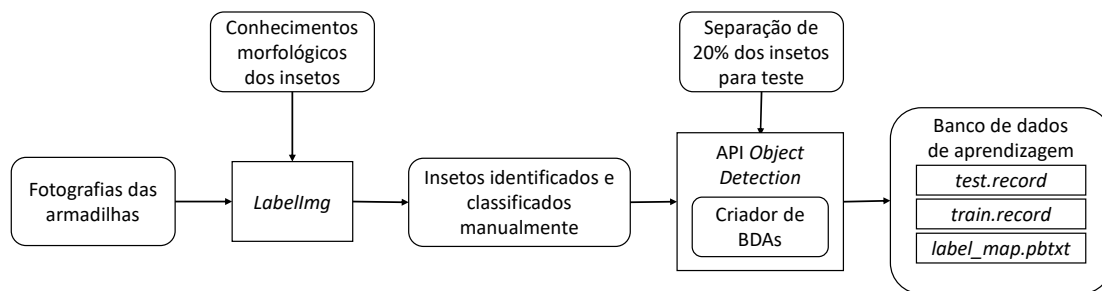 Conhecimentos
morfológicos
dos insetos
Separação de
20% dos insetos
para teste
Fotografias das
armadilhas
LabelImg
Insetos identificados e
classificados
manualmente
API Object
Detection
Criador de
BDAs
Banco de dados
de aprendizagem
test.record
train.record
label_map.pbtxt